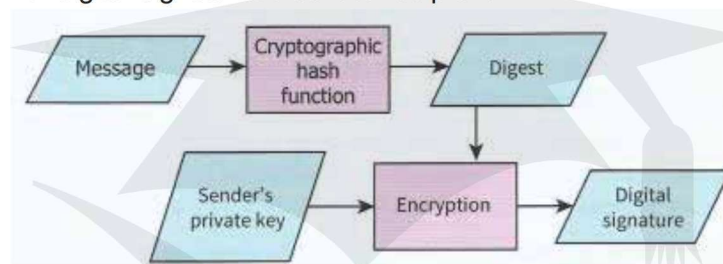 Message
Cryptographic
hash
function
Digest
Sender's
private key
Encryption
Digital
signature